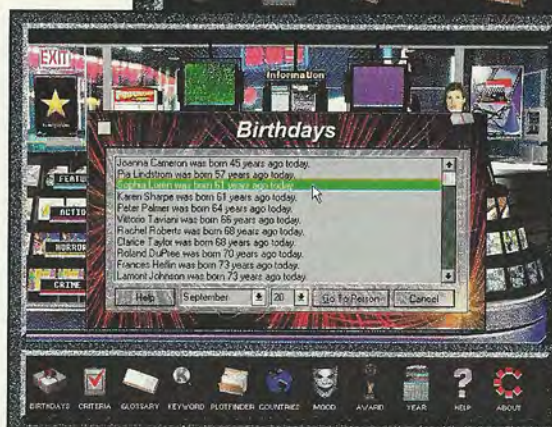 EXIT
Information
Birthdays
Joanna Cameron was born 45 years ago today.
Pia Lindstrom was born 57 years ago today.
Sophia Loren was born 61 years ago today.
Karen Sharpe was born 61 years ago today.
Peter Palmer was born 64 years ago today.
Vittorio Taviani was born 66 years ago today.
Rachel Roberts was born 68 years ago today.
Clarice Taylor was born 68 years ago today.
Roland DuPree was born 70 years ago today.
Frances Heflin was born 73 years ago today.
Lamont Johnson was born 73 years ago today.
FEATU
ACTIO
HORROR
CRIME
Help
September
20
Go To Person
Cancel
BIRTHDAYS
CRITERIA
GLOSSARY
KEYWORD
PLOTFINDER
COUNTRIES
MOOD
AWARD
YEAR
HELP
ABOUT